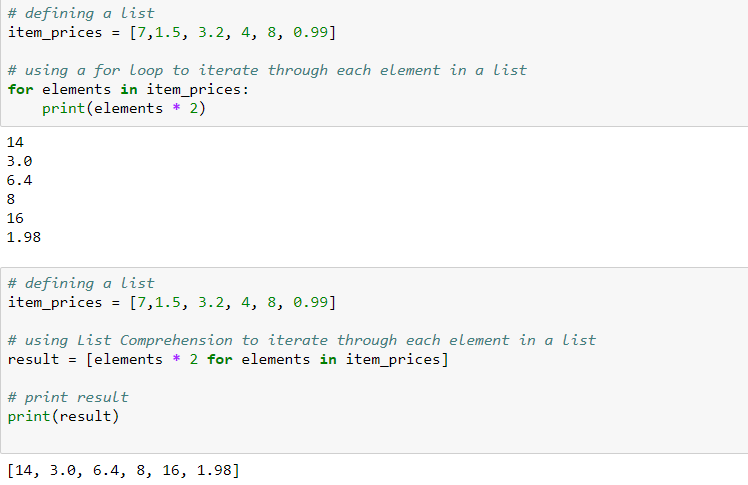 # defining a list
item_prices = [7,1.5, 3.2, 4, 8, 0.99]
# using a for loop to iterate through each element in a list
for elements in item_prices:
    print(elements * 2)
14
3.0
6.4
8
16
1.98
# defining a list
item_prices = [7,1.5, 3.2, 4, 8, 0.99]
# using List Comprehension to iterate through each element in a list
result = [elements * 2 for elements in item_prices]
# print result
print(result)
[14, 3.0, 6.4, 8, 16, 1.98]